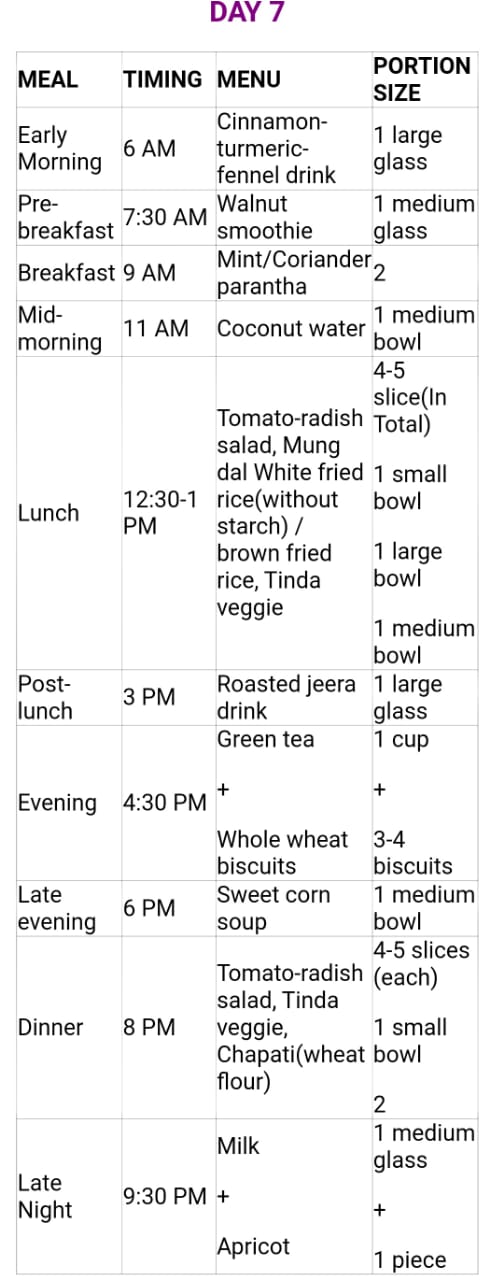 DAY 7
MEAL TIMING MENU PORTION SIZE
Early Morning 6 AM Cinnamon-turmeric-fennel drink 1 large glass
Pre-breakfast 7:30 AM Walnut smoothie 1 medium glass
Breakfast 9 AM Mint/Coriander parantha 2
Mid-morning 11 AM Coconut water 1 medium bowl
Lunch 12:30-1 PM Tomato-radish salad, Mung dal White fried rice(without starch) / brown fried rice, Tinda veggie 4-5 slice(In Total) 1 small bowl 1 large bowl 1 medium bowl
Post-lunch 3 PM Roasted jeera drink 1 large glass
Evening 4:30 PM Green tea + Whole wheat biscuits 1 cup + 3-4 biscuits
Late evening 6 PM Sweet corn soup 1 medium bowl
Dinner 8 PM Tomato-radish salad, Tinda veggie, Chapati(wheat flour) 4-5 slices (each) 1 small bowl 2
Late Night 9:30 PM Milk + Apricot 1 medium glass + 1 piece